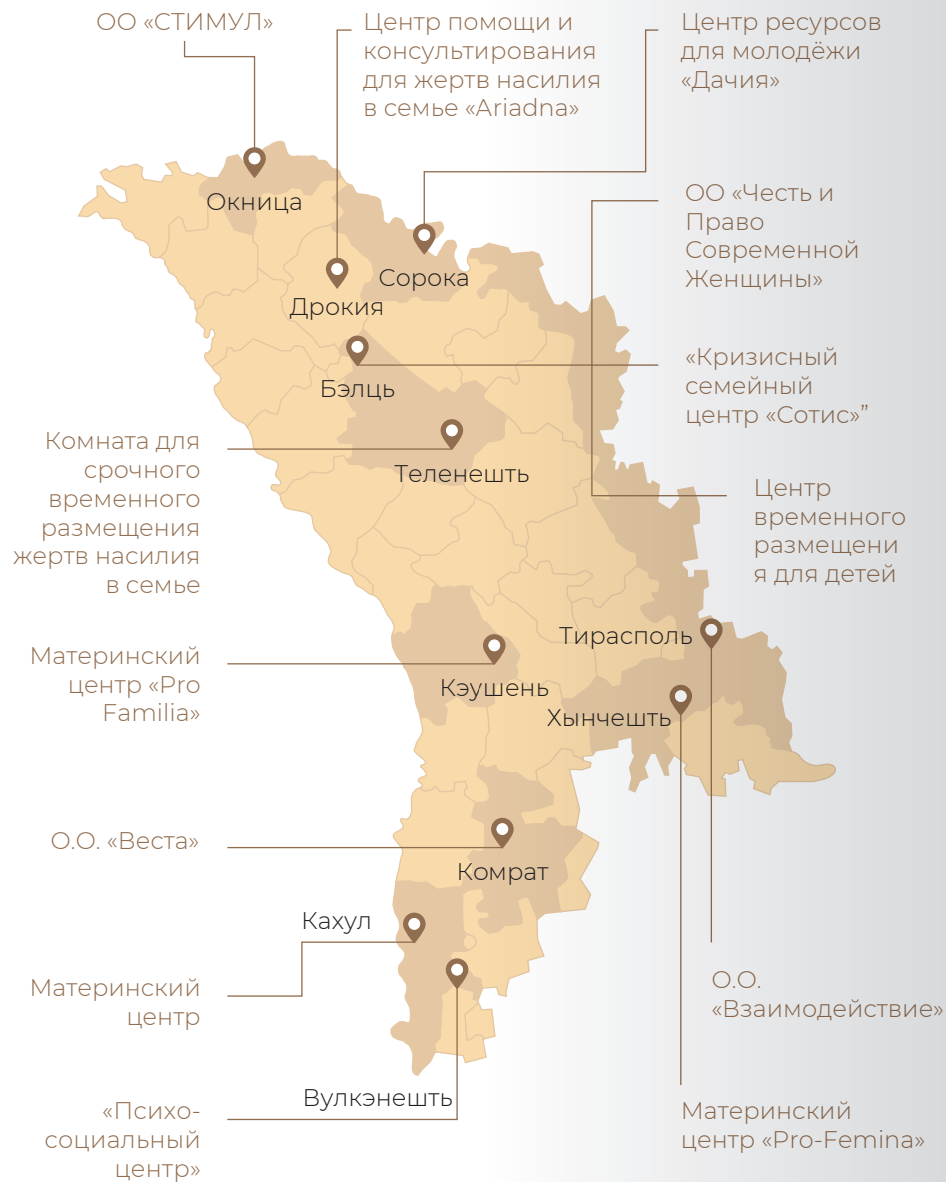 ОО «СТИМУЛ»
Центр помощи и
консультирования
для жертв насилия
в семье «Ariadna»
Центр ресурсов
для молодёжи
«Дачия»
ОО «Честь и
Право
Современной
Женщины»
«Кризисный
семейный
центр «Сотис»”
Центр
временного
размещени
я для детей
Окница
Сорока
Дрокия
Бэлць
Теленешть
Комната для
срочного
временного
размещения
жертв насилия
в семье
Тирасполь
Материнский
центр «Pro
Familia»
Кэушень
Хынчешть
О.О. «Веста»
Комрат
Кахул
Материнский
центр
О.О.
«Взаимодействие»
Вулкэнешть
«Психо-
социальный
центр»
Материнский
центр «Pro-Femina»